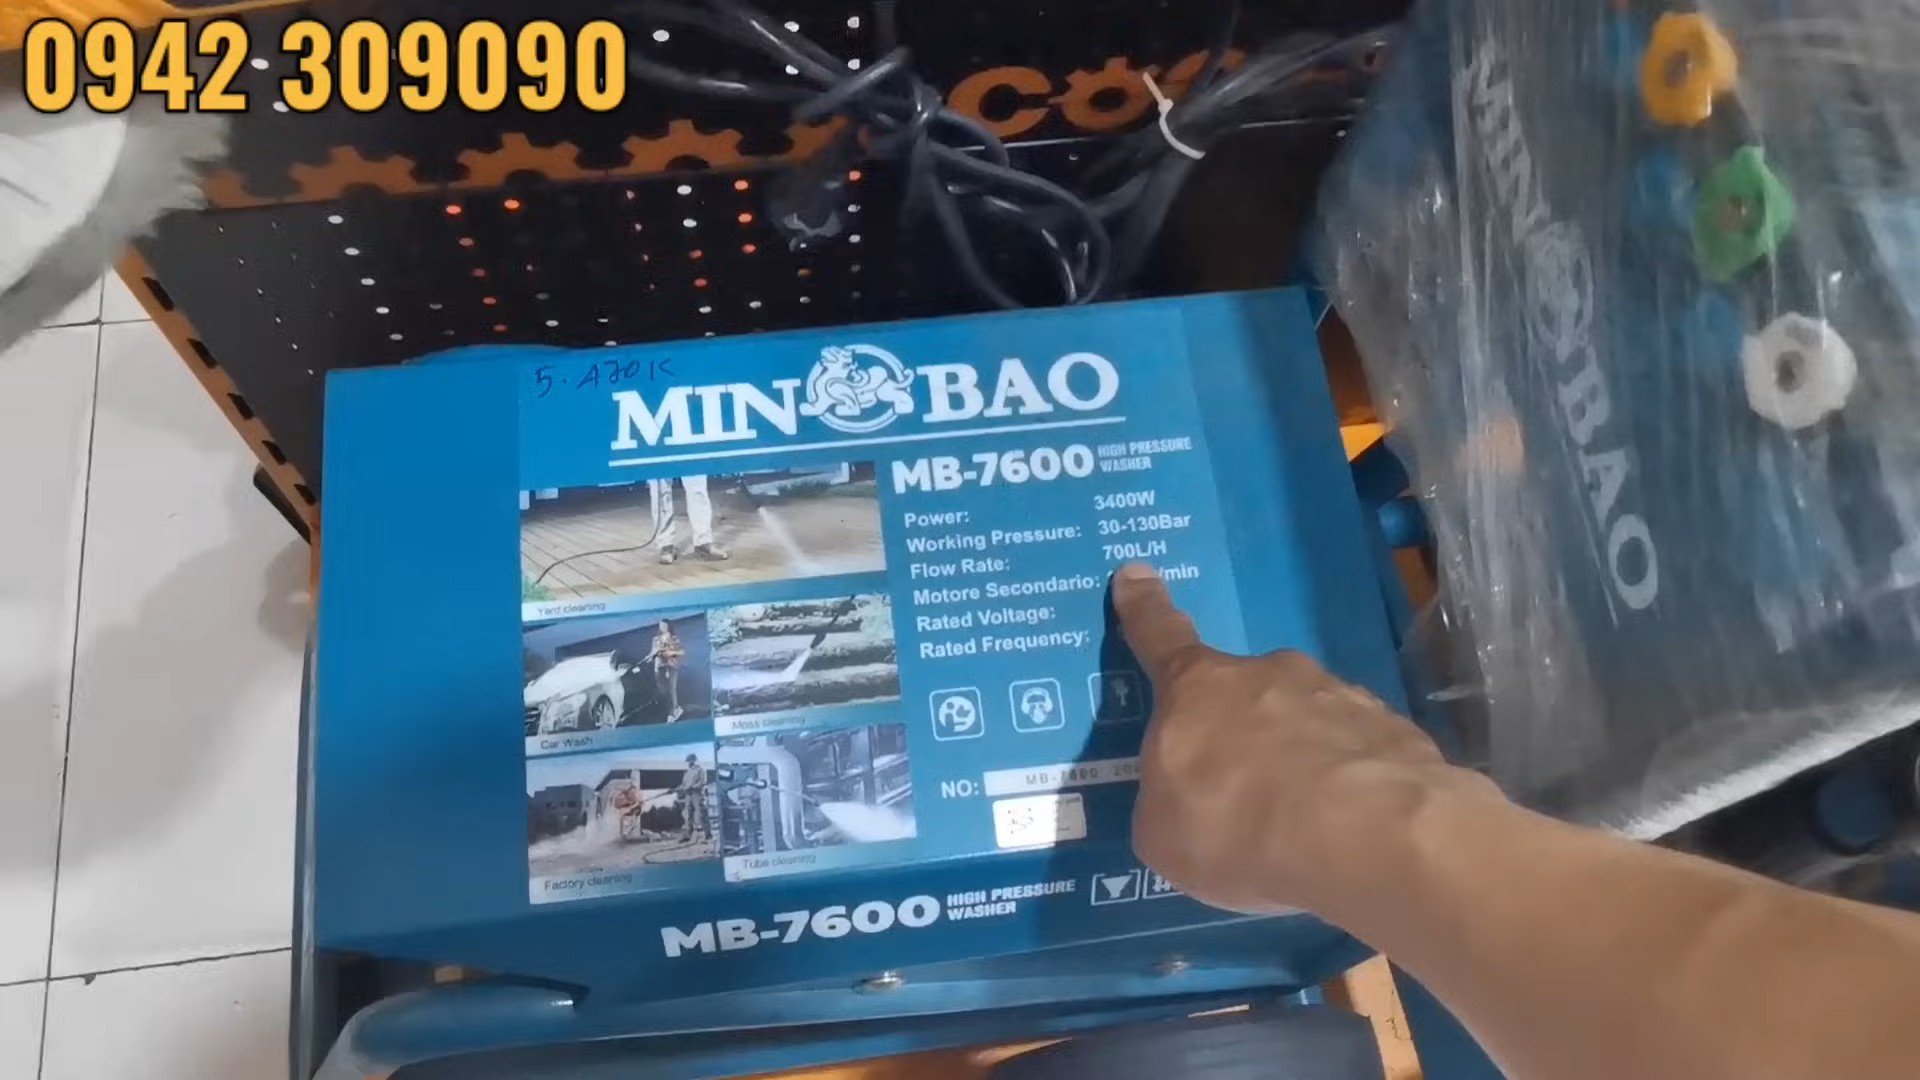 0942 309090
MIN BAO
MB-7600 HIGH PRESSURE WASHER
Power: 3400W
Working Pressure: 30-130Bar
Flow Rate: 700L/H
Motore Secondario: /min
Rated Voltage:
Rated Frequency:
Yard cleaning
Car Wash
Moss cleaning
Factory cleaning
Tube cleaning
NO: MB-7600
MB-7600 HIGH PRESSURE WASHER
MIN BAO